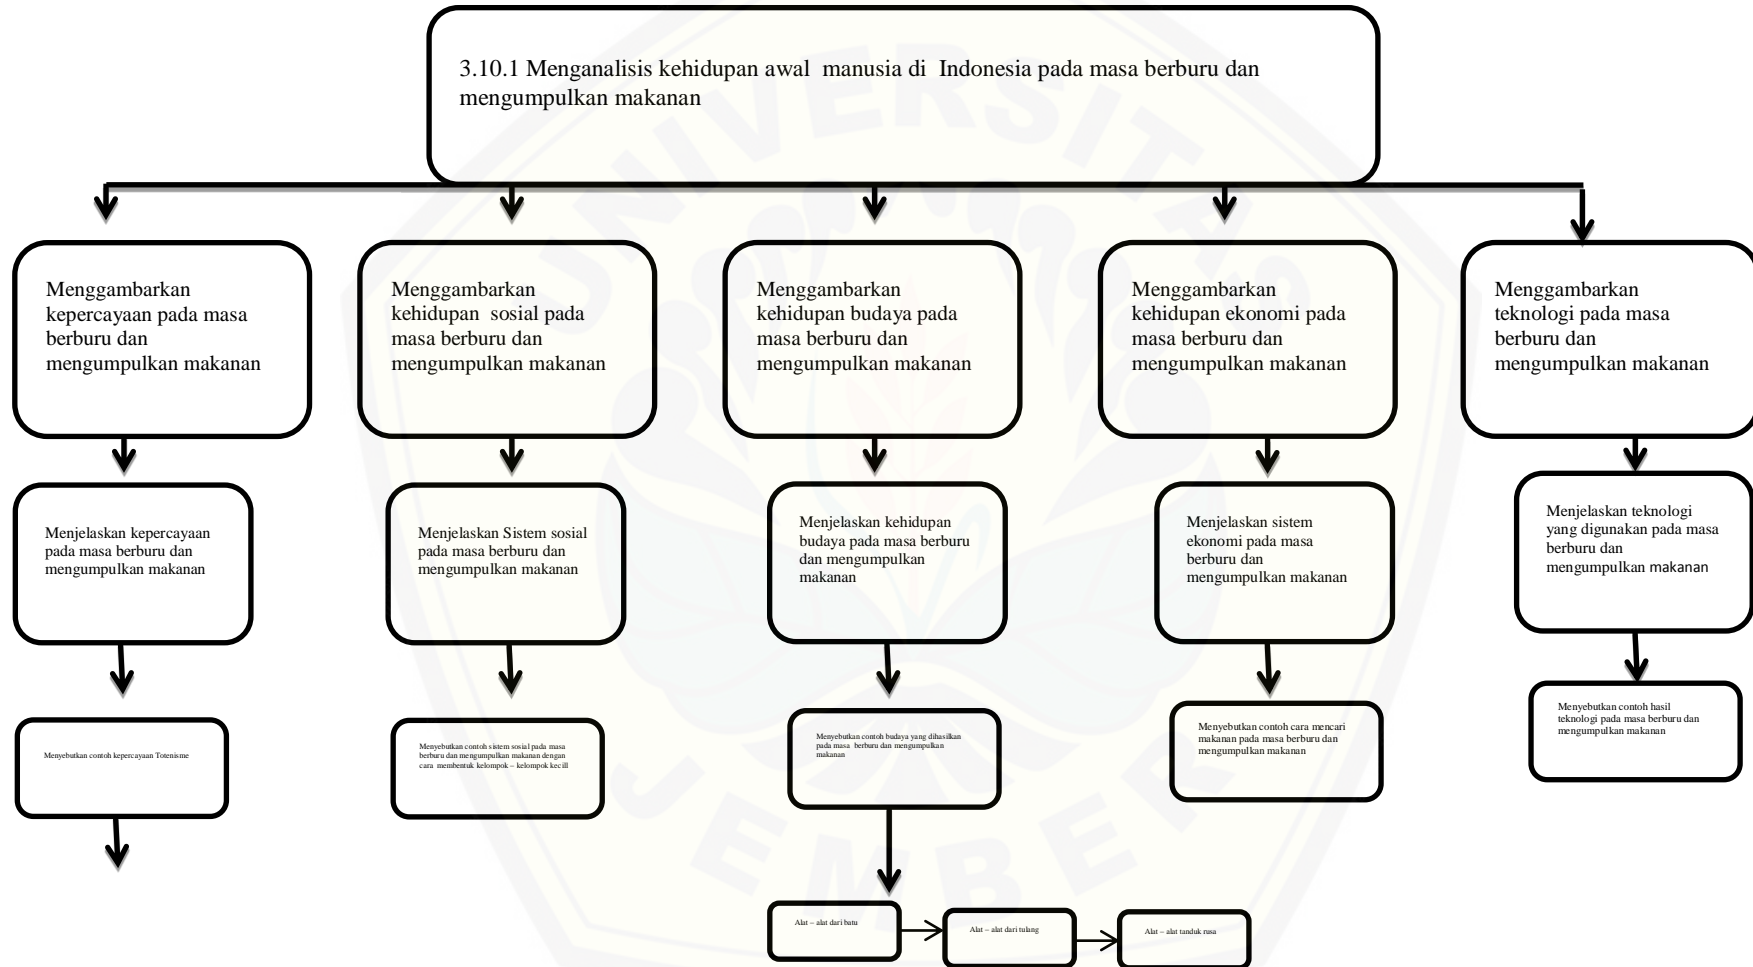 3.10.1 Menganalisis kehidupan awal manusia di Indonesia pada masa berburu dan
mengumpulkan makanan
Menggambarkan
kepercayaan pada masa
berburu dan
mengumpulkan makanan
Menggambarkan
kehidupan sosial pada
masa berburu dan
mengumpulkan makanan
Menggambarkan
kehidupan budaya pada
masa berburu dan
mengumpulkan makanan
Menggambarkan
kehidupan ekonomi pada
masa berburu dan
mengumpulkan makanan
Menggambarkan
teknologi pada masa
berburu dan
mengumpulkan makanan
Menjelaskan kepercayaan
pada masa berburu dan
mengumpulkan makanan
Menjelaskan Sistem sosial
pada masa berburu dan
mengumpulkan makanan
Menjelaskan kehidupan
budaya pada masa berburu
dan mengumpulkan
makanan
Menjelaskan sistem
ekonomi pada masa
berburu dan
mengumpulkan makanan
Menjelaskan teknologi
yang digunakan pada masa
berburu dan
mengumpulkan makanan
Menyebutkan contoh kepercayaan Totenisme
Menyebutkan contoh sistem sosial pada masa
berburu dan mengumpulkan makanan dengan
cara membentuk kelompok – kelompok kecill
Menyebutkan contoh budaya yang dihasilkan
pada masa berburu dan mengumpulkan
makanan
Menyebutkan contoh cara mencari
makanan pada masa berburu dan
mengumpulkan makanan
Menyebutkan contoh hasil
teknologi pada masa berburu dan
mengumpulkan makanan
Alat – alat dari batu
Alat – alat dari tulang
Alat – alat tanduk rusa
UNIVERSITAS
JEMBER